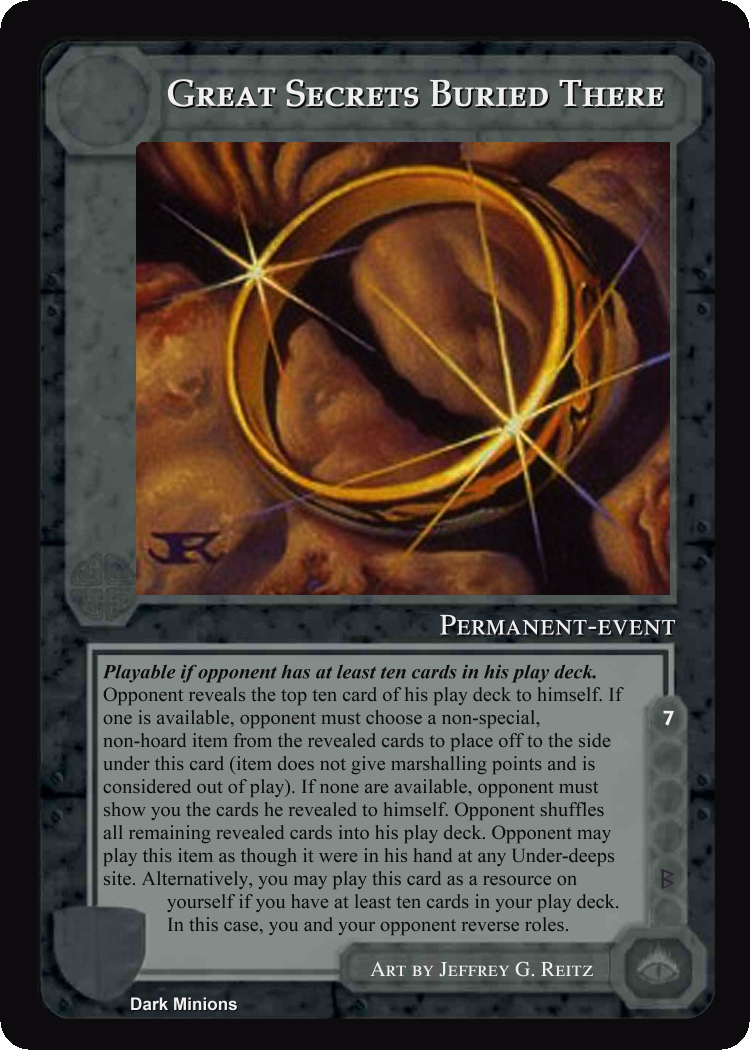 Great Secrets Buried There
JR
Permanent-event
Playable if opponent has at least ten cards in his play deck.
Opponent reveals the top ten card of his play deck to himself. If
one is available, opponent must choose a non-special,
non-hoard item from the revealed cards to place off to the side
under this card (item does not give marshalling points and is
considered out of play). If none are available, opponent must
show you the cards he revealed to himself. Opponent shuffles
all remaining revealed cards into his play deck. Opponent may
play this item as though it were in his hand at any Under-deeps
site. Alternatively, you may play this card as a resource on
yourself if you have at least ten cards in your play deck.
In this case, you and your opponent reverse roles.
7
Art by Jeffrey G. Reitz
Dark Minions